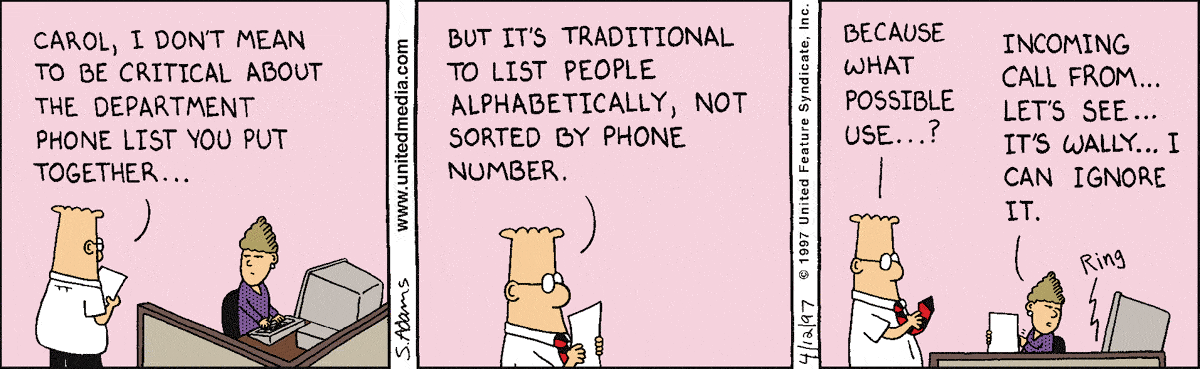 CAROL, I DON'T MEAN
TO BE CRITICAL ABOUT
THE DEPARTMENT
PHONE LIST YOU PUT
TOGETHER...
www.unitedmedia.com
S. Adams
BUT IT'S TRADITIONAL
TO LIST PEOPLE
ALPHABETICALLY, NOT
SORTED BY PHONE
NUMBER.
4/12/97 © 1997 United Feature Syndicate, Inc.
BECAUSE
WHAT
POSSIBLE
USE...?
INCOMING
CALL FROM...
LET'S SEE...
IT'S WALLY... I
CAN IGNORE
IT.
Ring